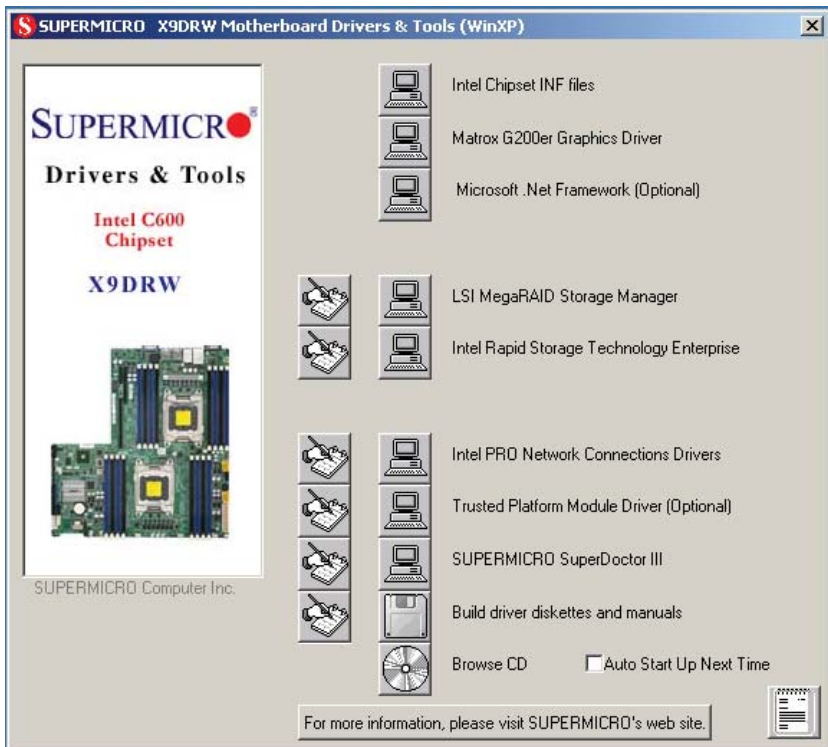 SUPERMICRO X9DRW Motherboard Drivers & Tools (WinXP)
SUPERMICRO®
Drivers & Tools
Intel C600
Chipset
X9DRW
SUPERMICRO Computer Inc.
Intel Chipset INF files
Matrox G200er Graphics Driver
Microsoft .Net Framework (Optional)
LSI MegaRAID Storage Manager
Intel Rapid Storage Technology Enterprise
Intel PRO Network Connections Drivers
Trusted Platform Module Driver (Optional)
SUPERMICRO SuperDoctor III
Build driver diskettes and manuals
Browse CD
Auto Start Up Next Time
For more information, please visit SUPERMICRO's web site.